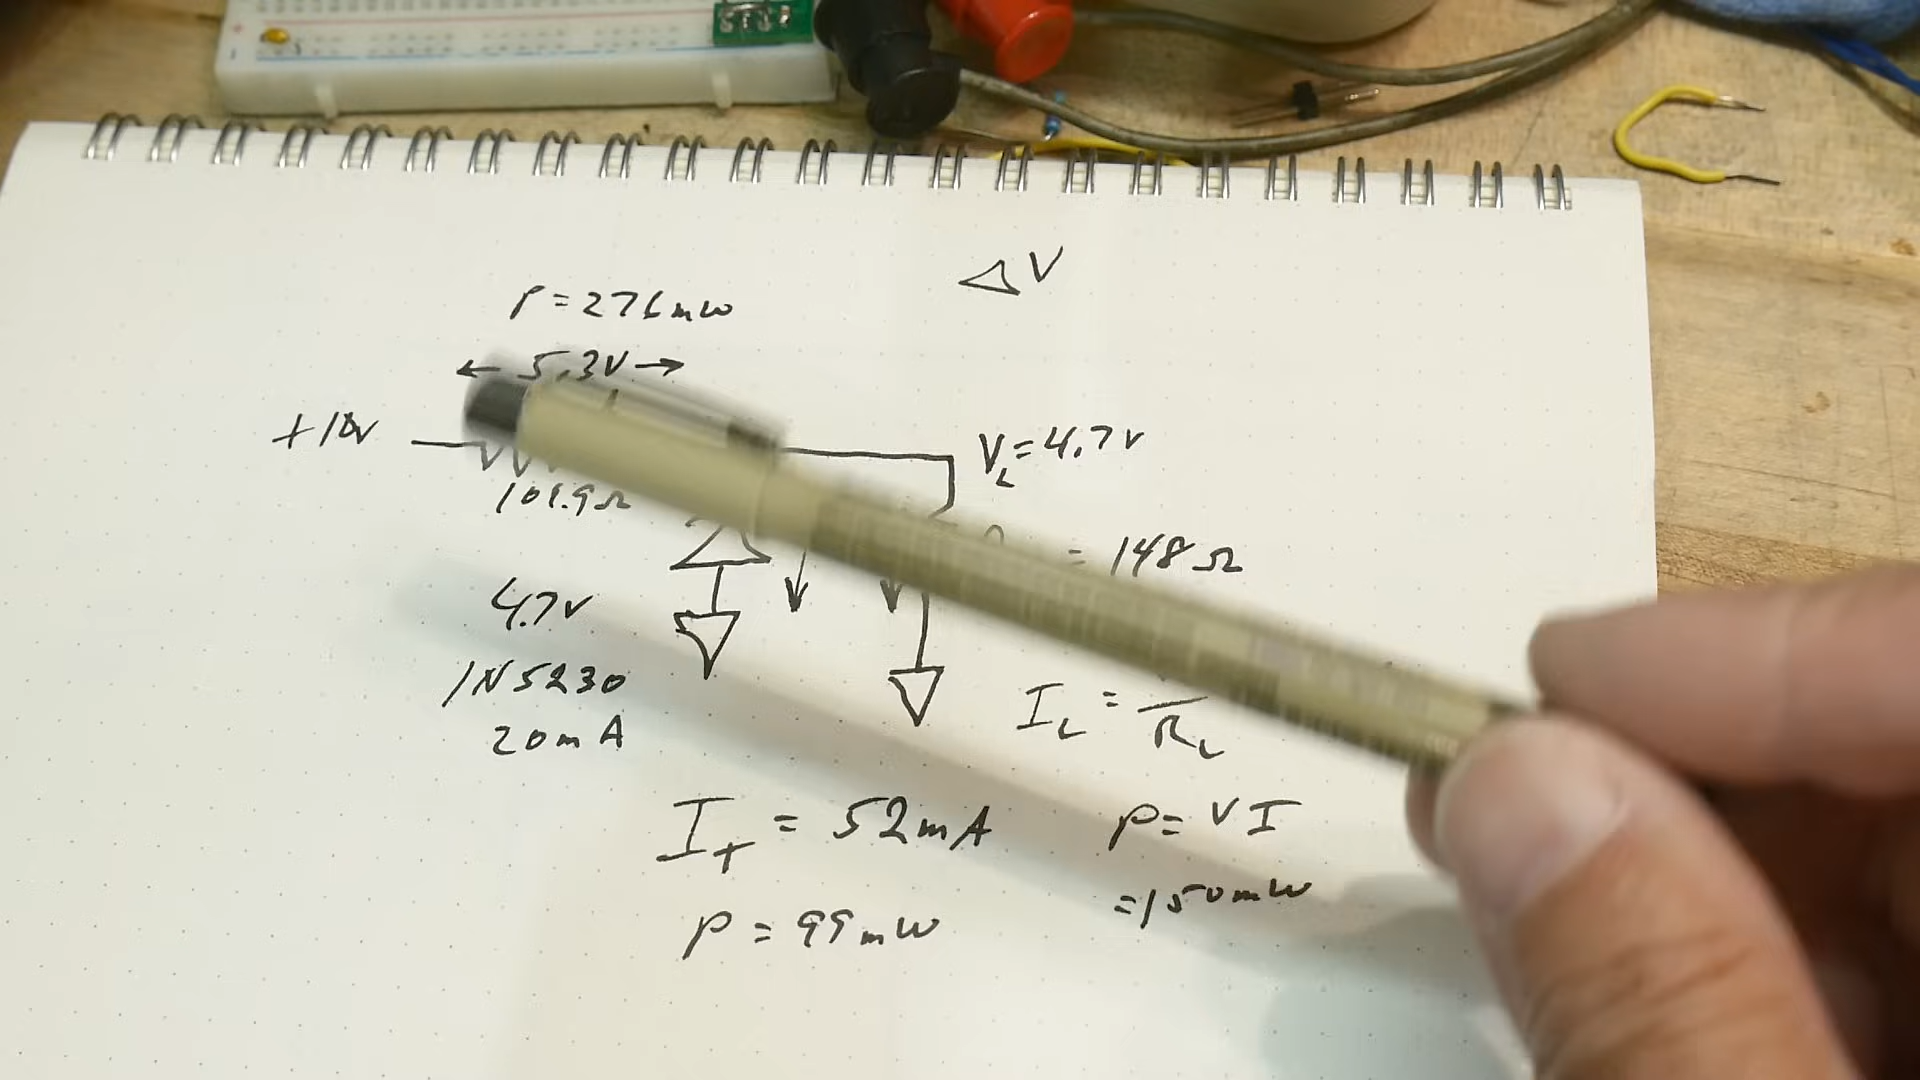 V
P = 276mW
← 5.3V →
+10V
V_L = 4.7V
101.9Ω
= 148Ω
4.7V
1N5230
20mA
I_L = R_L
I_T = 52mA
P = VI
= 150mW
P = 99mW